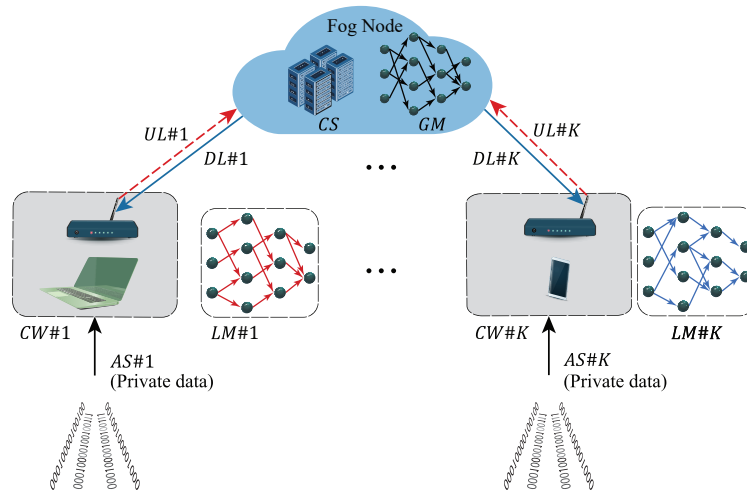 Fog Node
CS
GM
UL#1
DL#1
UL#K
DL#K
...
...
CW#1
LM#1
CW#K
LM#K
AS#1
(Private data)
AS#K
(Private data)